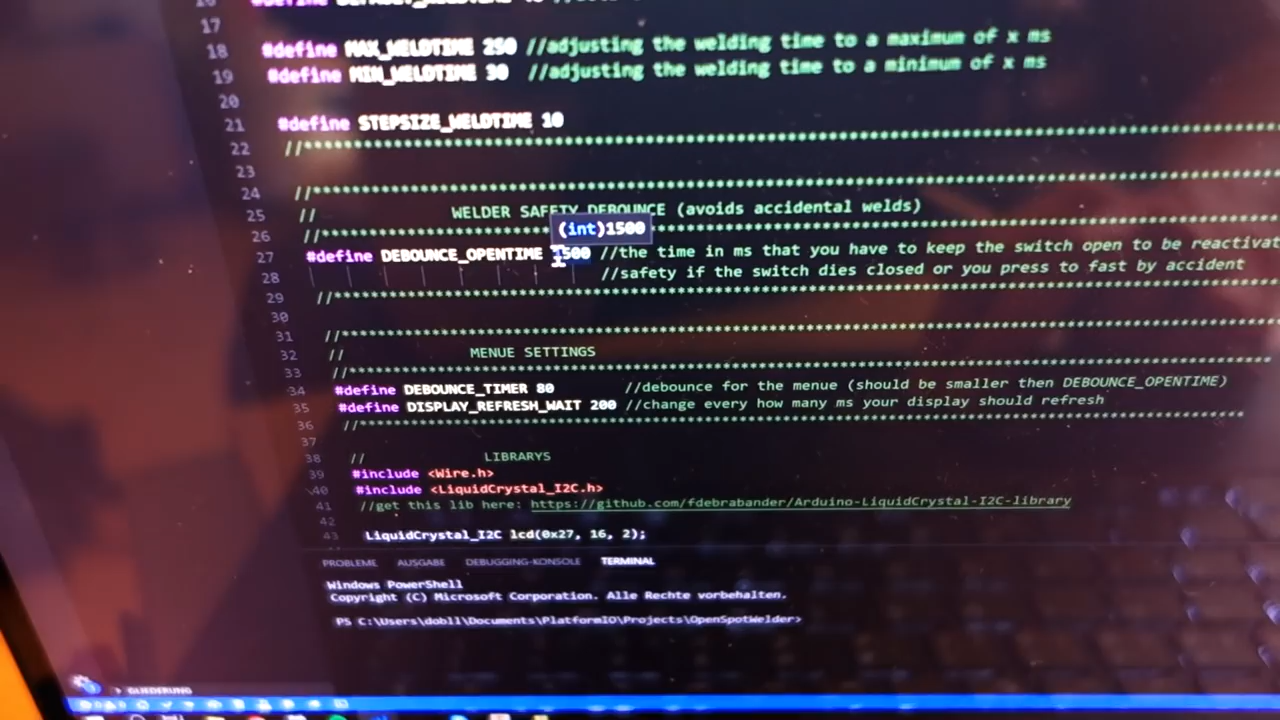 17
18 #define MAX_WELDTIME 250 //adjusting the welding time to a maximum of x ms
19 #define MIN_WELDTIME 30 //adjusting the welding time to a minimum of x ms
20
21 #define STEPSIZE_WELDTIME 10
22 //**************************************************
23
24 //**************************************************
25 // WELDER SAFETY DEBOUNCE (avoids accidental welds)
(int)1500
26 //**************************************************
27 #define DEBOUNCE_OPENTIME 1500 //the time in ms that you have to keep the switch open to be reactivat
28 //safety if the switch dies closed or you press to fast by accident
29 //**************************************************
30
31 //**************************************************
32 // MENUE SETTINGS
33 //**************************************************
34 #define DEBOUNCE_TIMER 80 //debounce for the menue (should be smaller then DEBOUNCE_OPENTIME)
35 #define DISPLAY_REFRESH_WAIT 200 //change every how many ms your display should refresh
36 //**************************************************
37
38 // LIBRARYS
39 #include <Wire.h>
40 #include <LiquidCrystal_I2C.h>
41 //get this lib here: https://github.com/fdebrabander/Arduino-LiquidCrystal-I2C-library
42
43 LiquidCrystal_I2C lcd(0x27, 16, 2);
PROBLEME AUSGABE DEBUGGING-KONSOLE TERMINAL
Windows PowerShell
Copyright (C) Microsoft Corporation. Alle Rechte vorbehalten.
PS C:\Users\dobll\Documents\PlatformIO\Projects\OpenSpotWelder>
> GLIEDERUNG